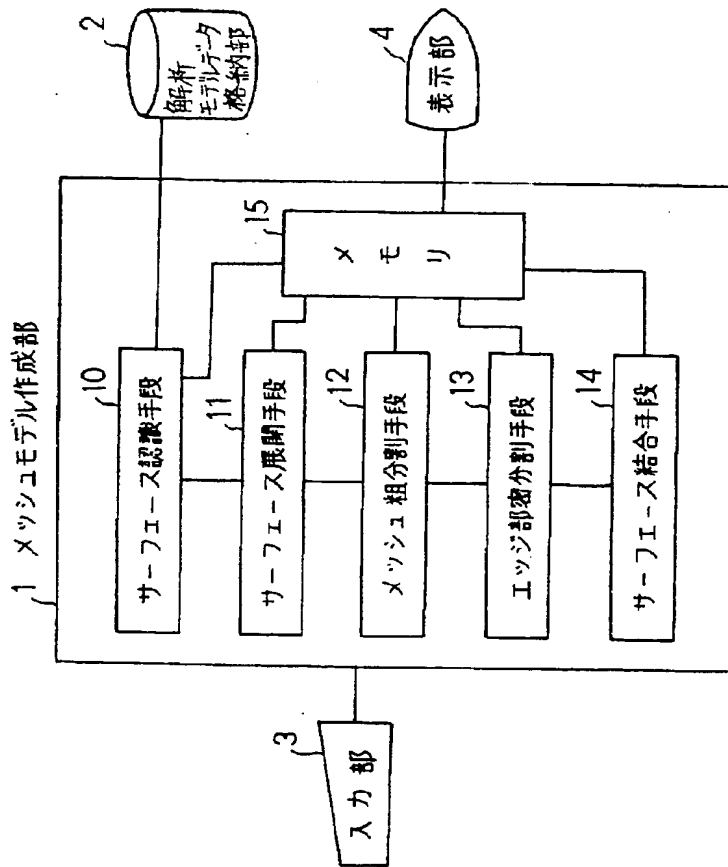 1 メッシュモデル作成部
2
解析
モデルデータ
格納部
10
サーフェース認識手段
11
サーフェース展開手段
12
メッシュ粗分割手段
13
エッジ部密分割手段
14
サーフェース結合手段
15
メモリ
3
入力部
4
表示部